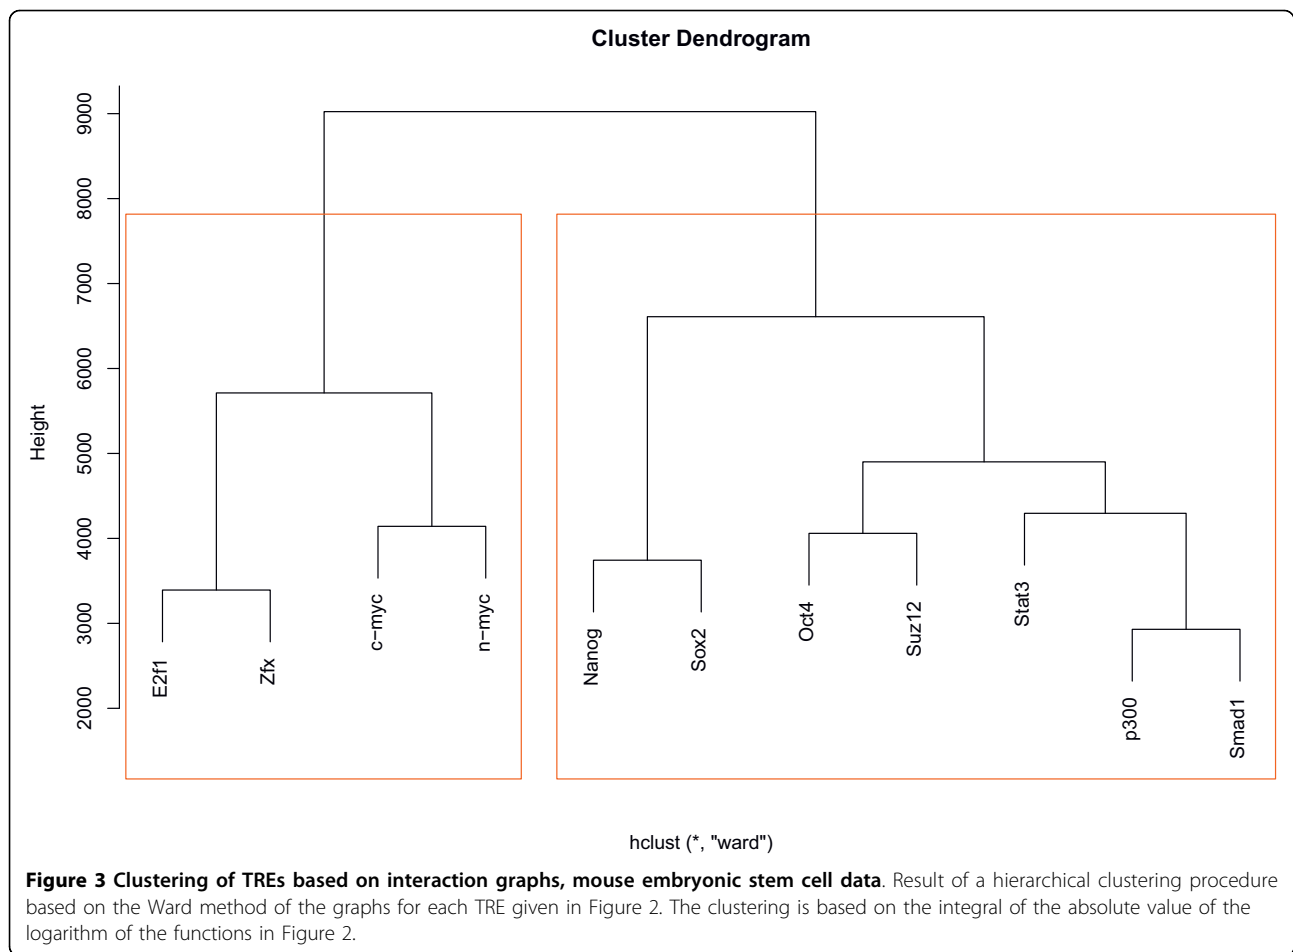 Cluster Dendrogram
Height
9000
8000
7000
6000
5000
4000
3000
2000
E2f1
Zfx
c−myc
n−myc
Nanog
Sox2
Oct4
Suz12
Stat3
p300
Smad1
hclust (*, "ward")
Figure 3 Clustering of TREs based on interaction graphs, mouse embryonic stem cell data. Result of a hierarchical clustering procedure
based on the Ward method of the graphs for each TRE given in Figure 2. The clustering is based on the integral of the absolute value of the
logarithm of the functions in Figure 2.